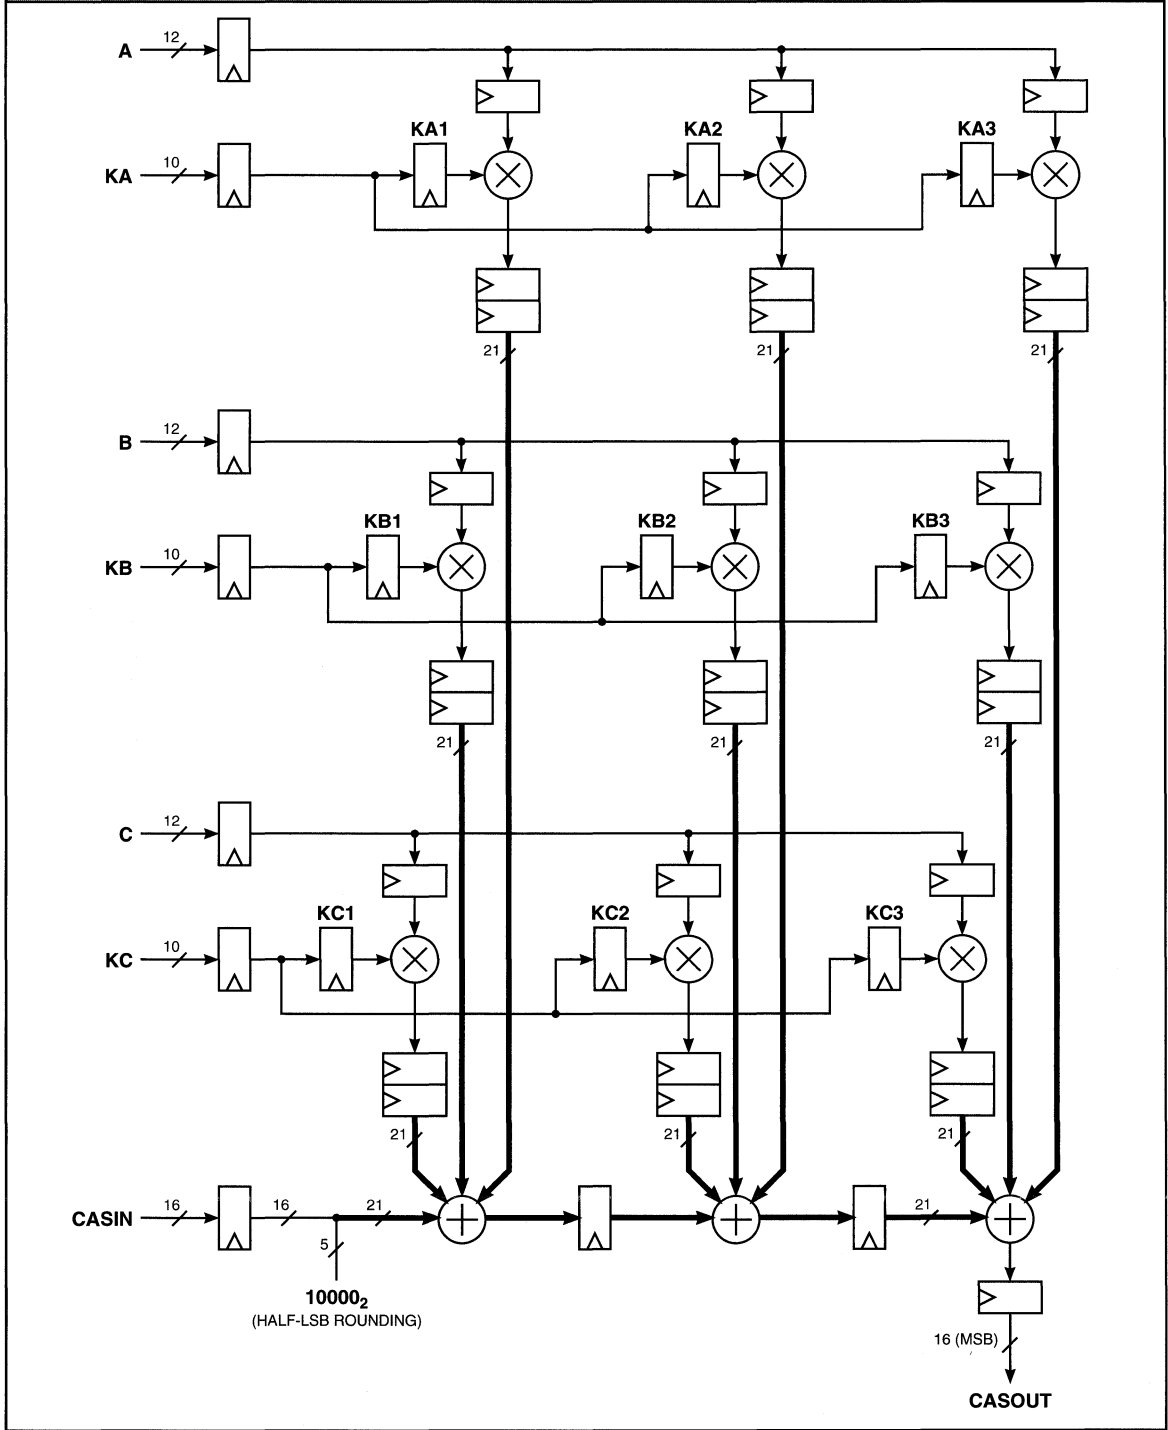 A
12
KA1
KA2
KA3
KA
10
21
21
21
B
12
KB1
KB2
KB3
KB
10
21
21
21
C
12
KC1
KC2
KC3
KC
10
21
21
21
CASIN
16
16
21
21
5
10000₂
(HALF-LSB ROUNDING)
16 (MSB)
CASOUT